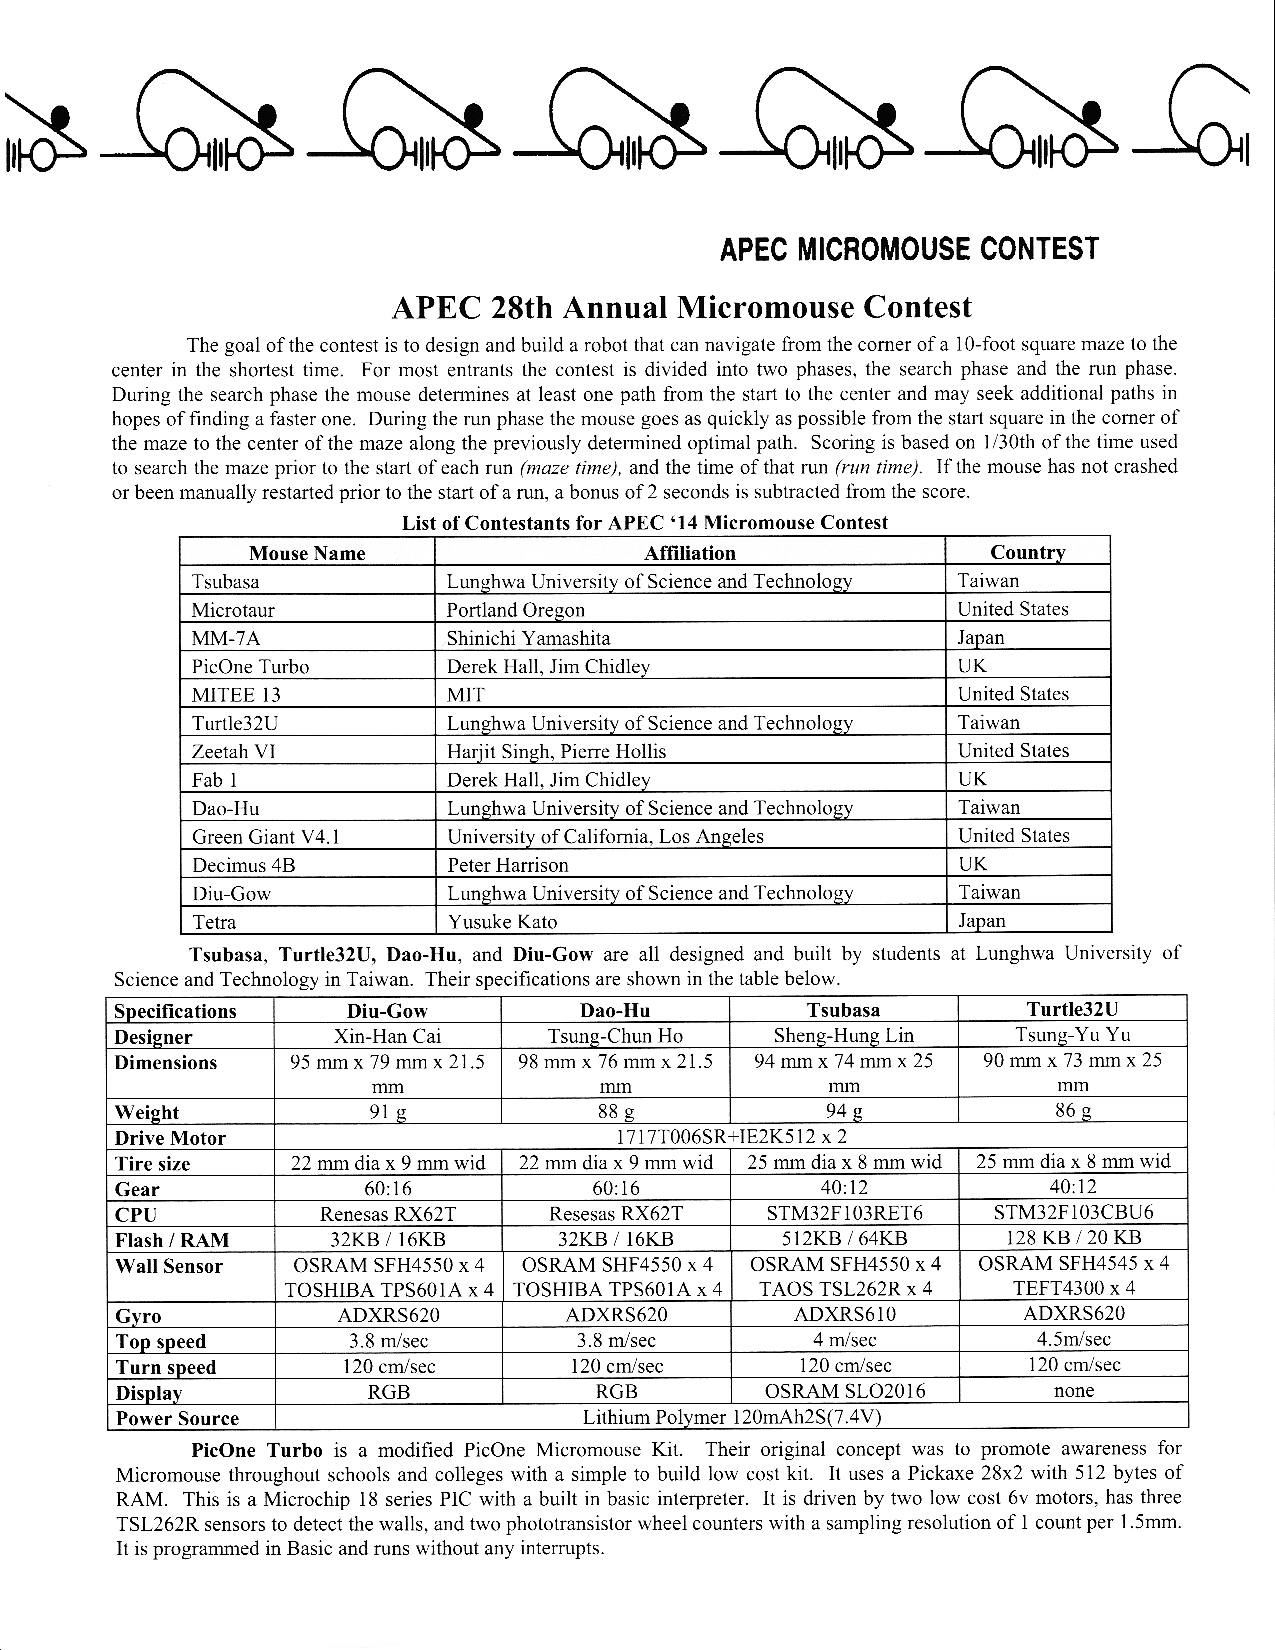 APEC MICROMOUSE CONTEST
APEC 28th Annual Micromouse Contest
The goal of the contest is to design and build a robot that can navigate from the corner of a 10-foot square maze to the
center in the shortest time. For most entrants the contest is divided into two phases, the search phase and the run phase.
During the search phase the mouse determines at least one path from the start to the center and may seek additional paths in
hopes of finding a faster one. During the run phase the mouse goes as quickly as possible from the start square in the corner of
the maze to the center of the maze along the previously determined optimal path. Scoring is based on 1/30th of the time used
to search the maze prior to the start of each run (maze time), and the time of that run (run time). If the mouse has not crashed
or been manually restarted prior to the start of a run, a bonus of 2 seconds is subtracted from the score.
List of Contestants for APEC ‘14 Micromouse Contest
Mouse Name Affiliation Country
Tsubasa Lunghwa University of Science and Technology Taiwan
Microtaur Portland Oregon United States
MM-7A Shinichi Yamashita Japan
PicOne Turbo Derek Hall, Jim Chidley UK
MITEE 13 MIT United States
Turtle32U Lunghwa University of Science and Technology Taiwan
Zeetah VI Harjit Singh, Pierre Hollis United States
Fab 1 Derek Hall, Jim Chidley UK
Dao-Hu Lunghwa University of Science and Technology Taiwan
Green Giant V4.1 University of California, Los Angeles United States
Decimus 4B Peter Harrison UK
Diu-Gow Lunghwa University of Science and Technology Taiwan
Tetra Yusuke Kato Japan
Tsubasa, Turtle32U, Dao-Hu, and Diu-Gow are all designed and built by students at Lunghwa University of
Science and Technology in Taiwan. Their specifications are shown in the table below.
Specifications Diu-Gow Dao-Hu Tsubasa Turtle32U
Designer Xin-Han Cai Tsung-Chun Ho Sheng-Hung Lin Tsung-Yu Yu
Dimensions 95 mm x 79 mm x 21.5 98 mm x 76 mm x 21.5 94 mm x 74 mm x 25 90 mm x 73 mm x 25
mm mm mm mm
Weight 91 g 88 g 94 g 86 g
Drive Motor 1717T006SR+IE2K512 x 2
Tire size 22 mm dia x 9 mm wid 22 mm dia x 9 mm wid 25 mm dia x 8 mm wid 25 mm dia x 8 mm wid
Gear 60:16 60:16 40:12 40:12
CPU Renesas RX62T Resesas RX62T STM32F103RET6 STM32F103CBU6
Flash / RAM 32KB / 16KB 32KB / 16KB 512KB / 64KB 128 KB / 20 KB
Wall Sensor OSRAM SFH4550 x 4 OSRAM SHF4550 x 4 OSRAM SFH4550 x 4 OSRAM SFH4545 x 4
TOSHIBA TPS601A x 4 TOSHIBA TPS601A x 4 TAOS TSL262R x 4 TEFT4300 x 4
Gyro ADXRS620 ADXRS620 ADXRS610 ADXRS620
Top speed 3.8 m/sec 3.8 m/sec 4 m/sec 4.5m/sec
Turn speed 120 cm/sec 120 cm/sec 120 cm/sec 120 cm/sec
Display RGB RGB OSRAM SLO2016 none
Power Source Lithium Polymer 120mAh2S(7.4V)
PicOne Turbo is a modified PicOne Micromouse Kit. Their original concept was to promote awareness for
Micromouse throughout schools and colleges with a simple to build low cost kit. It uses a Pickaxe 28x2 with 512 bytes of
RAM. This is a Microchip 18 series PIC with a built in basic interpreter. It is driven by two low cost 6v motors, has three
TSL262R sensors to detect the walls, and two phototransistor wheel counters with a sampling resolution of 1 count per 1.5mm.
It is programmed in Basic and runs without any interrupts.